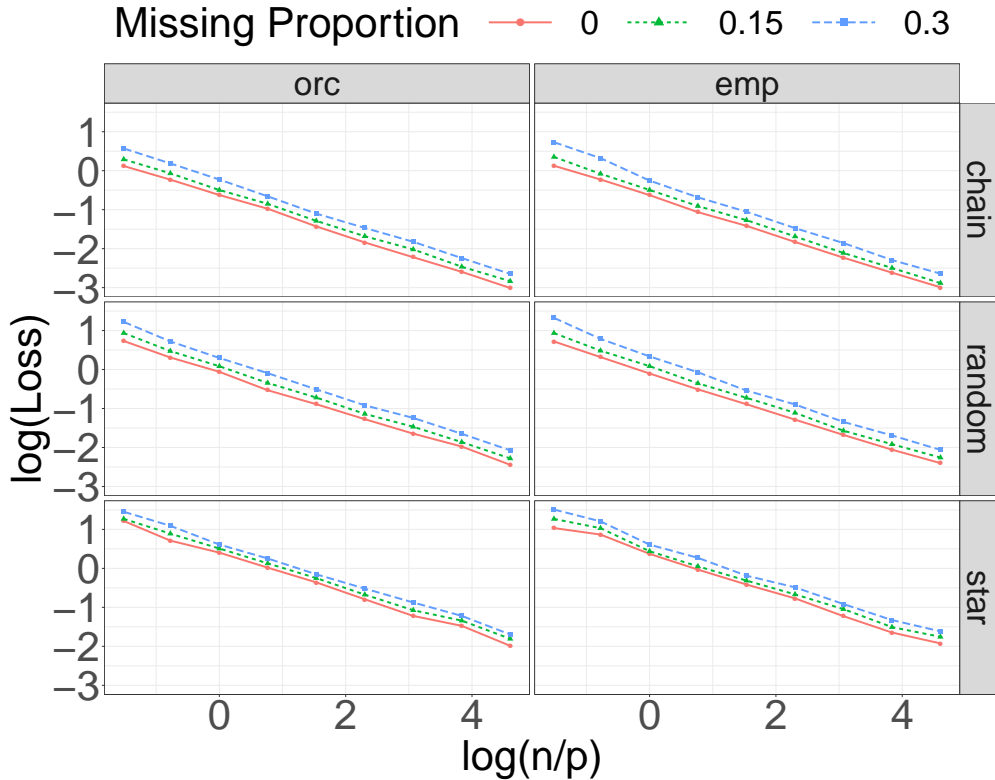 Missing Proportion 0 0.15 0.3
orc emp
1
0
−1
−2
−3
chain
1
0
−1
−2
−3
random
1
0
−1
−2
−3
star
log(Loss)
0 2 4 0 2 4
log(n/p)